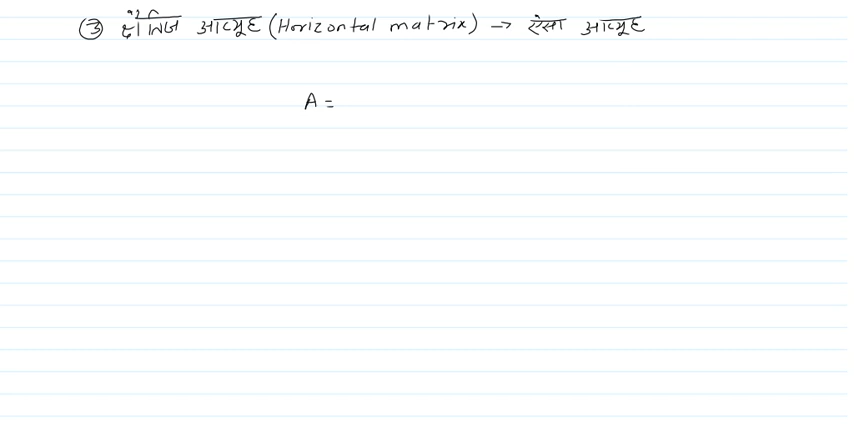 ③ क्षैतिज आव्यूह (Horizontal matrix) → ऐसा आव्यूह
A =